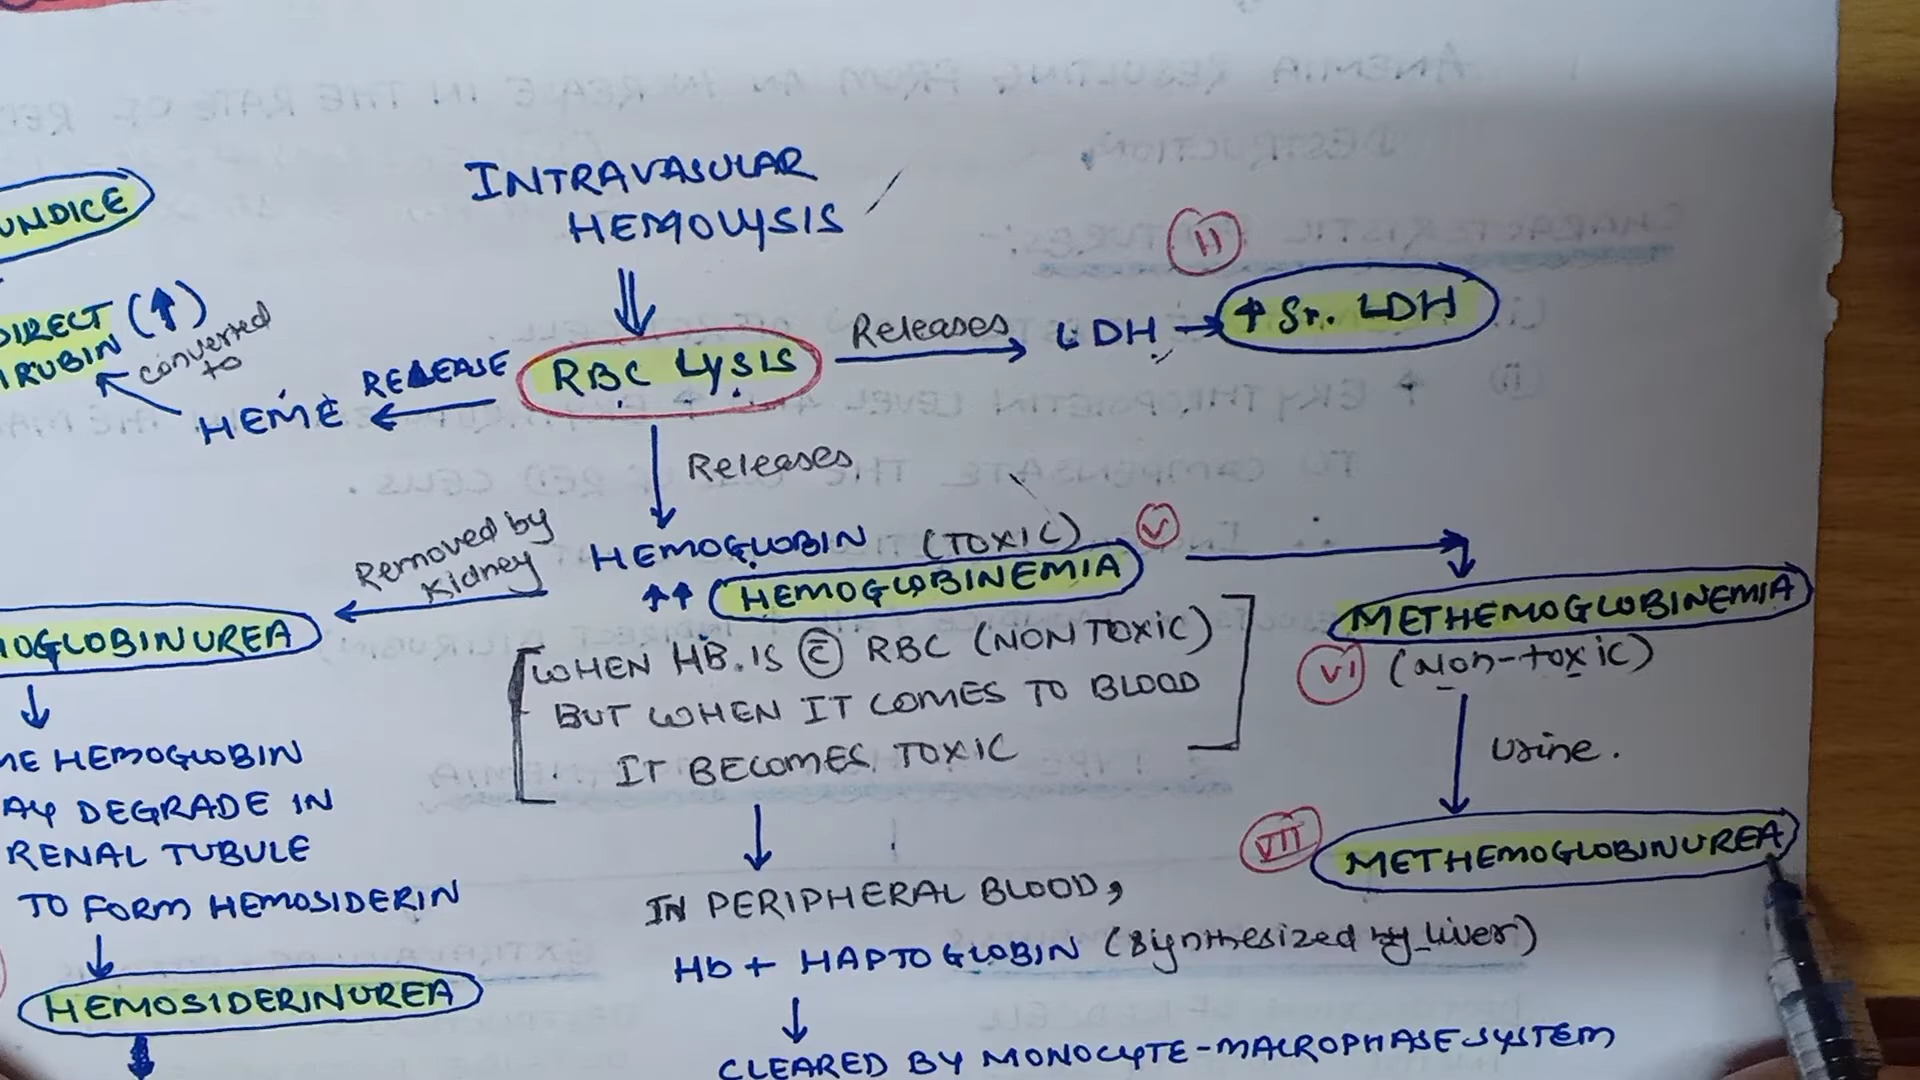 INTRAVASULAR
HEMOLYSIS
UNDICE
II
DIRECT (↑)
IRUBIN
converted
to
HEME
RELEASE
RBC LYSIS
Releases
LDH → ↑ Sr. LDH
Releases
Removed by
Kidney
HEMOGLOBIN (TOXIC)
V
↑↑ HEMOGLOBINEMIA
METHEMOGLOBINEMIA
VI
(Non-toxic)
OGLOBINUREA
[WHEN HB. IS C̄ RBC (NON TOXIC)
BUT WHEN IT COMES TO BLOOD
IT BECOMES TOXIC]
urine.
VII
METHEMOGLOBINUREA
ME HEMOGLOBIN
AY DEGRADE IN
RENAL TUBULE
TO FORM HEMOSIDERIN
HEMOSIDERINUREA
IN PERIPHERAL BLOOD,
Hb + HAPTOGLOBIN (Synthesized by liver)
CLEARED BY MONOCYTE-MACROPHASE SYSTEM